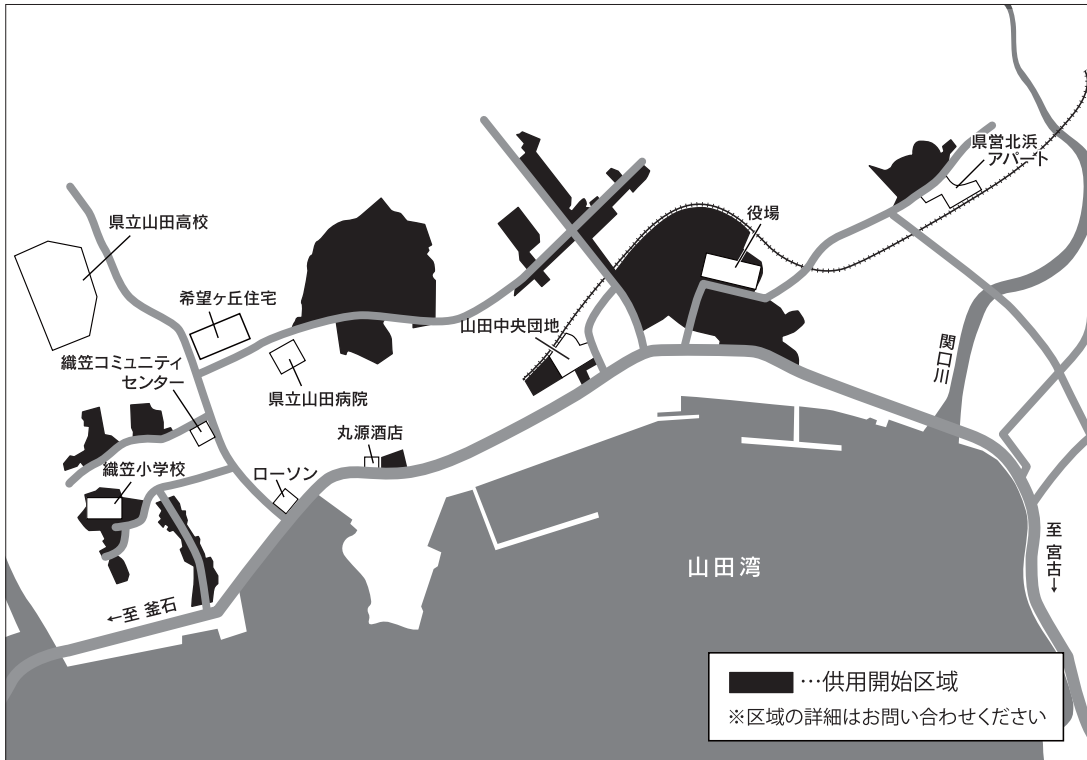 県営北浜
アパート
役場
県立山田高校
希望ヶ丘住宅
山田中央団地
織笠コミュニティ
センター
県立山田病院
関口川
丸源酒店
織笠小学校
ローソン
至 宮古→
山田湾
←至 釜石
…供用開始区域
※区域の詳細はお問い合わせください